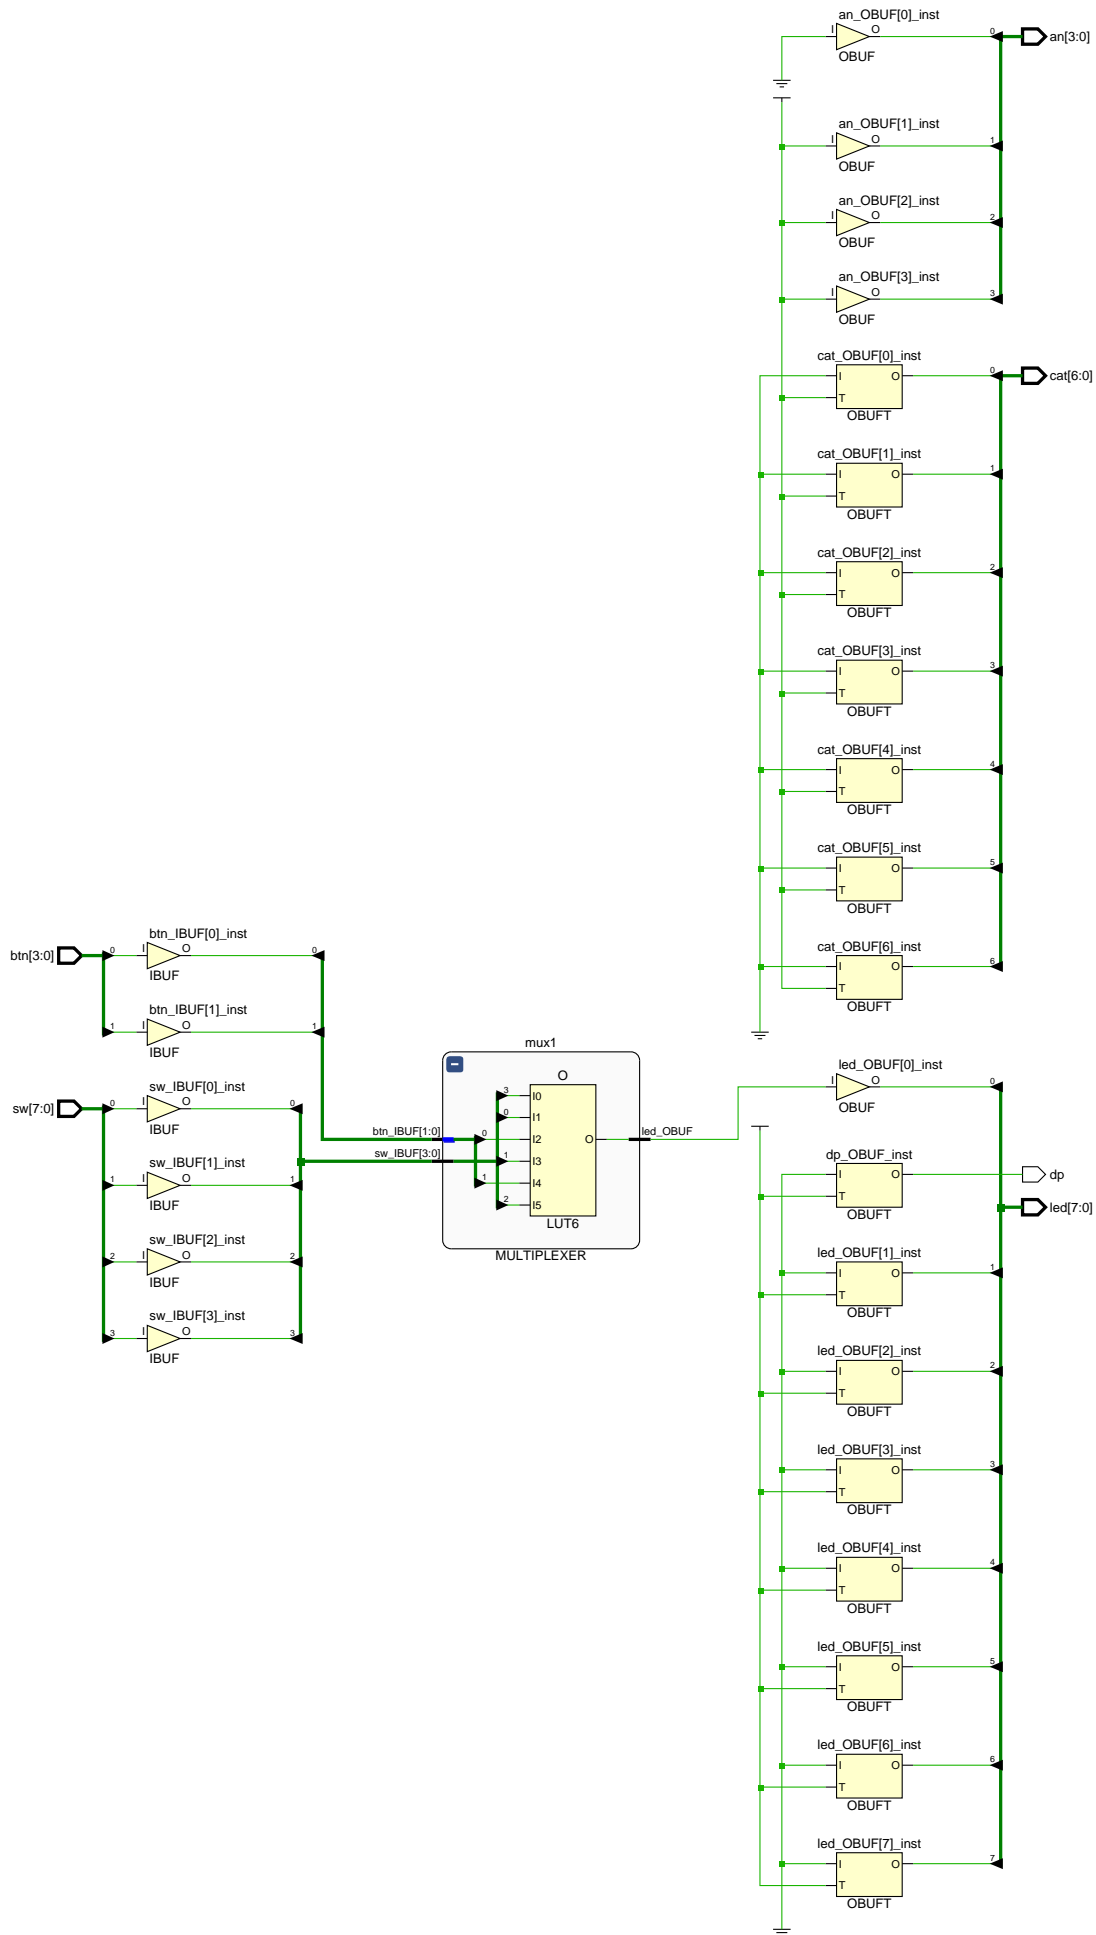 an_OBUF[0]_inst
I O 0 an[3:0]
OBUF
an_OBUF[1]_inst
I O 1
OBUF
an_OBUF[2]_inst
I O 2
OBUF
an_OBUF[3]_inst
I O 3
OBUF
cat_OBUF[0]_inst
I O 0 cat[6:0]
T
OBUFT
cat_OBUF[1]_inst
I O 1
T
OBUFT
cat_OBUF[2]_inst
I O 2
T
OBUFT
cat_OBUF[3]_inst
I O 3
T
OBUFT
cat_OBUF[4]_inst
I O 4
T
OBUFT
cat_OBUF[5]_inst
I O 5
T
OBUFT
cat_OBUF[6]_inst
I O 6
T
OBUFT
btn_IBUF[0]_inst
btn[3:0] 0 I O 0
IBUF
btn_IBUF[1]_inst
1 I O 1
IBUF
sw_IBUF[0]_inst
sw[7:0] 0 I O 0
IBUF
sw_IBUF[1]_inst
1 I O 1
IBUF
sw_IBUF[2]_inst
2 I O 2
IBUF
sw_IBUF[3]_inst
3 I O 3
IBUF
mux1
O
3 I0
0 I1
btn_IBUF[1:0] 0 I2 O led_OBUF
sw_IBUF[3:0] 1 I3
1 I4
2 I5
LUT6
MULTIPLEXER
led_OBUF[0]_inst
I O 0
OBUF
dp_OBUF_inst
I O dp
T
OBUFT
led[7:0]
led_OBUF[1]_inst
I O 1
T
OBUFT
led_OBUF[2]_inst
I O 2
T
OBUFT
led_OBUF[3]_inst
I O 3
T
OBUFT
led_OBUF[4]_inst
I O 4
T
OBUFT
led_OBUF[5]_inst
I O 5
T
OBUFT
led_OBUF[6]_inst
I O 6
T
OBUFT
led_OBUF[7]_inst
I O 7
T
OBUFT